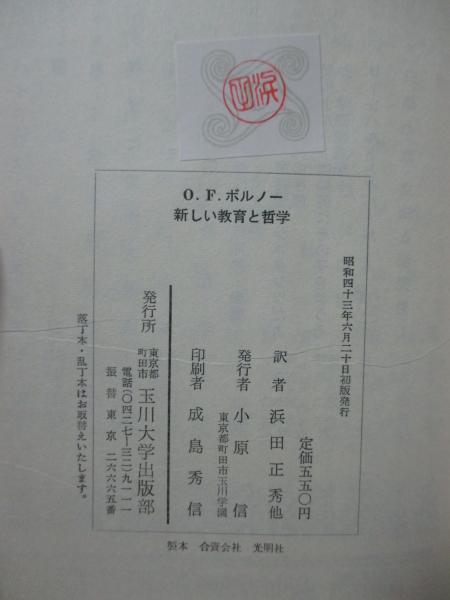 浜田
O. F. ボルノー
新しい教育と哲学
昭和四十三年六月二十日初版発行
定価五五〇円
訳者 浜田正秀他
発行者 小原信
東京都町田市玉川学園
印刷者 成島秀信
発行所 東京都町田市 玉川大学出版部
電話(〇四二七―三二)九一一一
振替東京 二六六六五番
落丁本・乱丁本はお取替えいたします。
製本 合資会社 光明社